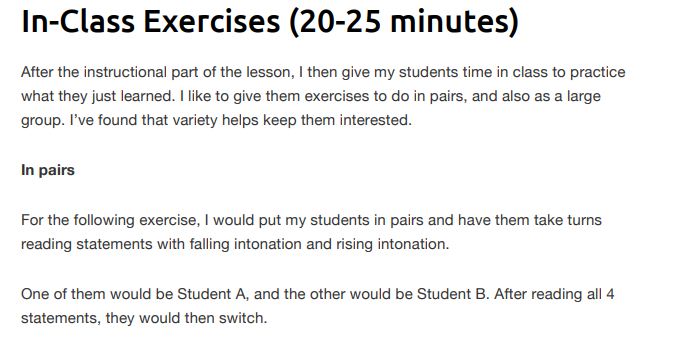 In-Class Exercises (20-25 minutes)
After the instructional part of the lesson, I then give my students time in class to practice
what they just learned. I like to give them exercises to do in pairs, and also as a large
group. I’ve found that variety helps keep them interested.
In pairs
For the following exercise, I would put my students in pairs and have them take turns
reading statements with falling intonation and rising intonation.
One of them would be Student A, and the other would be Student B. After reading all 4
statements, they would then switch.